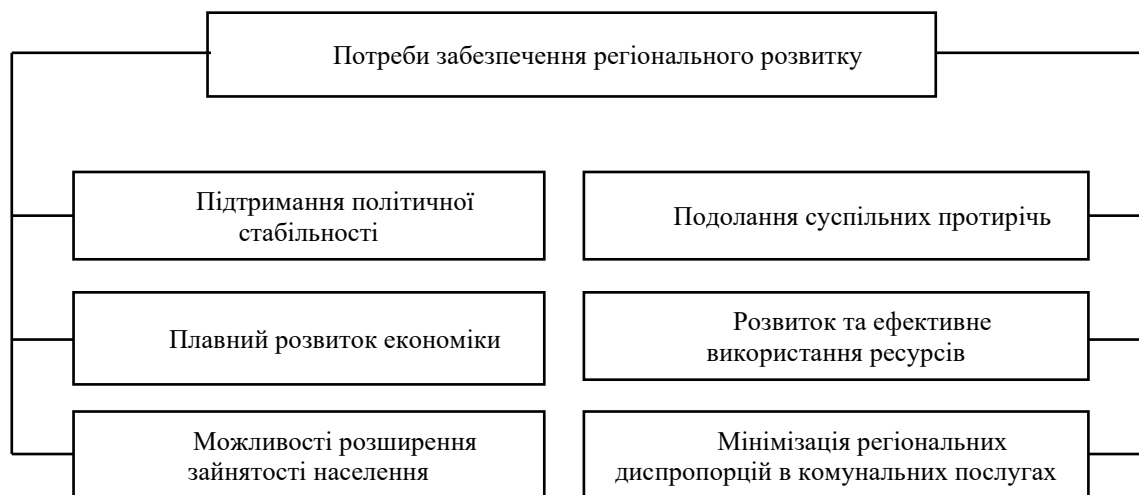 Потреби забезпечення регіонального розвитку
Підтримання політичної
стабільності
Подолання суспільних протирічь
Плавний розвиток економіки
Розвиток та ефективне
використання ресурсів
Можливості розширення
зайнятості населення
Мінімізація регіональних
диспропорцій в комунальних послугах